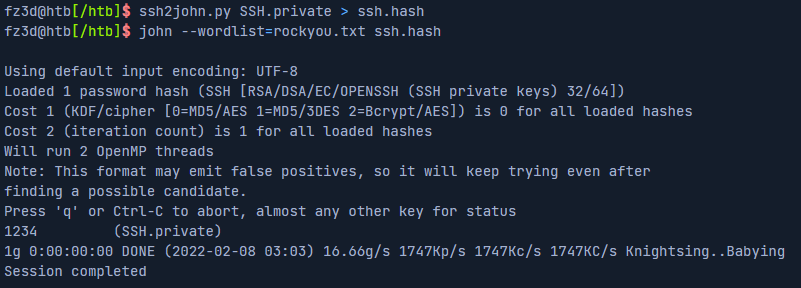 fz3d@htb[/htb]$ ssh2john.py SSH.private > ssh.hash
fz3d@htb[/htb]$ john --wordlist=rockyou.txt ssh.hash
Using default input encoding: UTF-8
Loaded 1 password hash (SSH [RSA/DSA/EC/OPENSSH (SSH private keys) 32/64])
Cost 1 (KDF/cipher [0=MD5/AES 1=MD5/3DES 2=Bcrypt/AES]) is 0 for all loaded hashes
Cost 2 (iteration count) is 1 for all loaded hashes
Will run 2 OpenMP threads
Note: This format may emit false positives, so it will keep trying even after
finding a possible candidate.
Press 'q' or Ctrl-C to abort, almost any other key for status
1234         (SSH.private)
1g 0:00:00:00 DONE (2022-02-08 03:03) 16.66g/s 1747Kp/s 1747Kc/s 1747KC/s Knightsing..Babying
Session completed